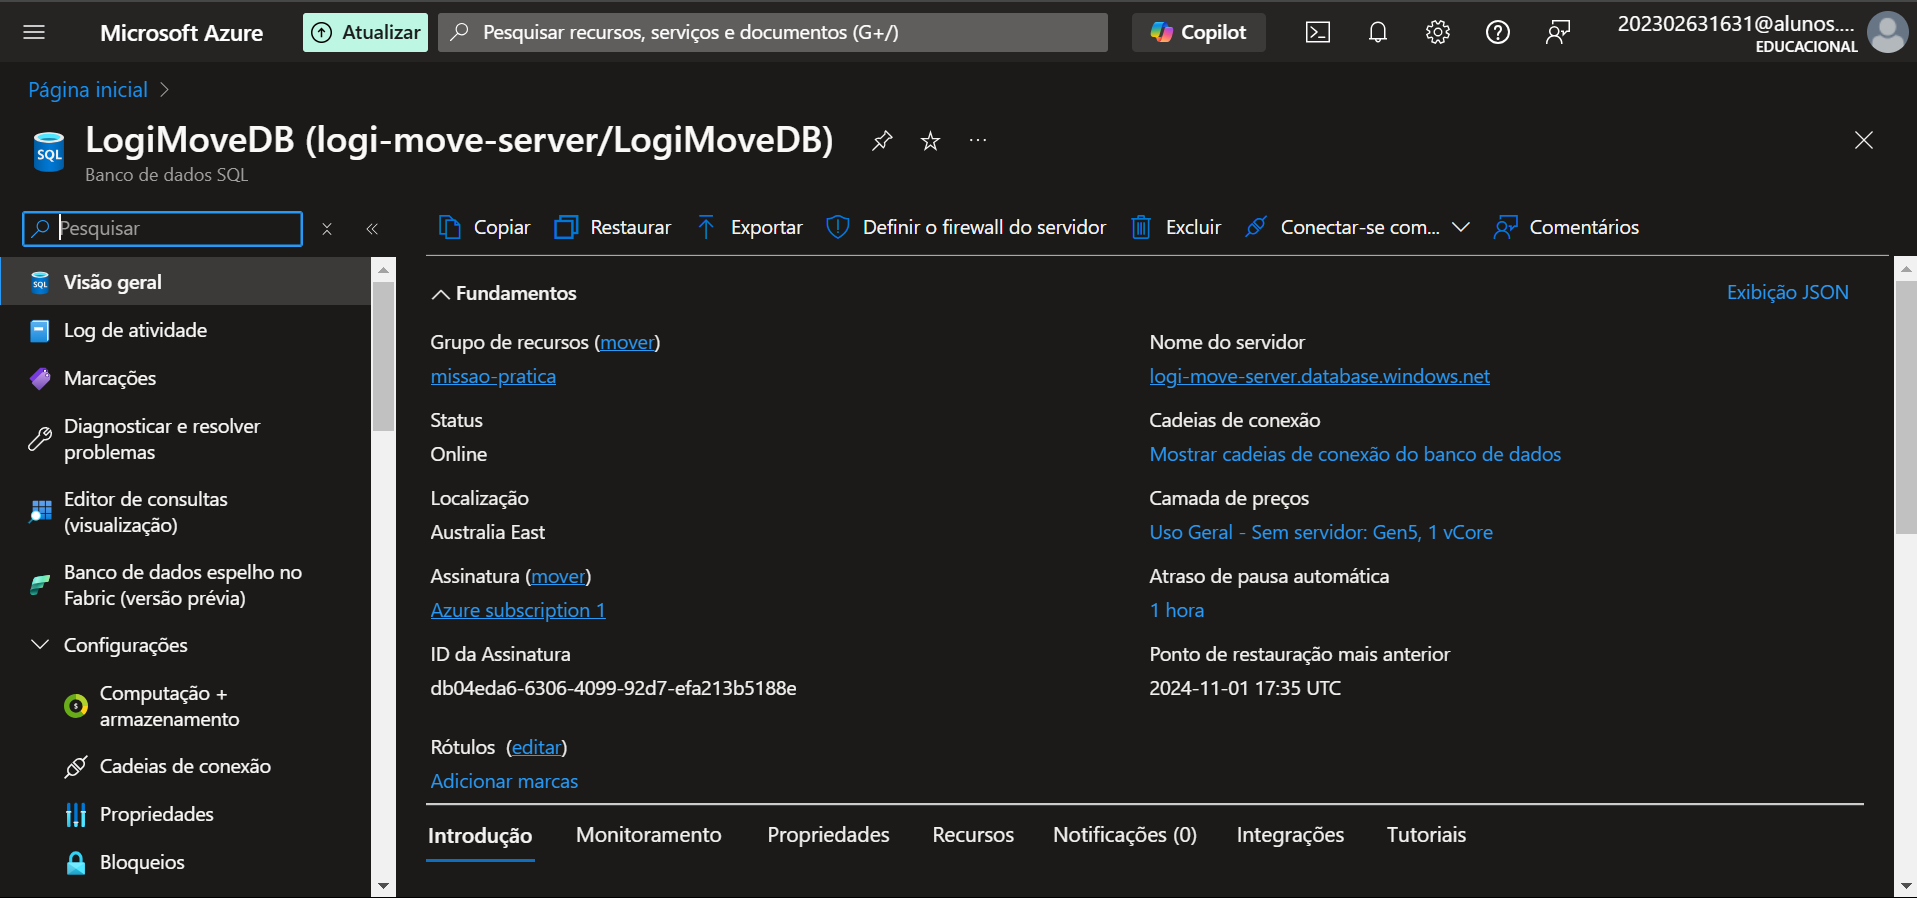 Microsoft Azure
Atualizar
Pesquisar recursos, serviços e documentos (G+/)
Copilot
202302631631@alunos....
EDUCACIONAL
Página inicial
LogiMoveDB (logi-move-server/LogiMoveDB)
SQL
Banco de dados SQL
Pesquisar
Copiar
Restaurar
Exportar
Definir o firewall do servidor
Excluir
Conectar-se com...
Comentários
Visão geral
Log de atividade
Marcações
Diagnosticar e resolver
problemas
Editor de consultas
(visualização)
Banco de dados espelho no
Fabric (versão prévia)
Configurações
Computação +
armazenamento
Cadeias de conexão
Propriedades
Bloqueios
Fundamentos
Exibição JSON
Grupo de recursos (mover)
missao-pratica
Status
Online
Localização
Australia East
Assinatura (mover)
Azure subscription 1
ID da Assinatura
db04eda6-6306-4099-92d7-efa213b5188e
Nome do servidor
logi-move-server.database.windows.net
Cadeias de conexão
Mostrar cadeias de conexão do banco de dados
Camada de preços
Uso Geral - Sem servidor: Gen5, 1 vCore
Atraso de pausa automática
1 hora
Ponto de restauração mais anterior
2024-11-01 17:35 UTC
Rótulos (editar)
Adicionar marcas
Introdução
Monitoramento
Propriedades
Recursos
Notificações (0)
Integrações
Tutoriais